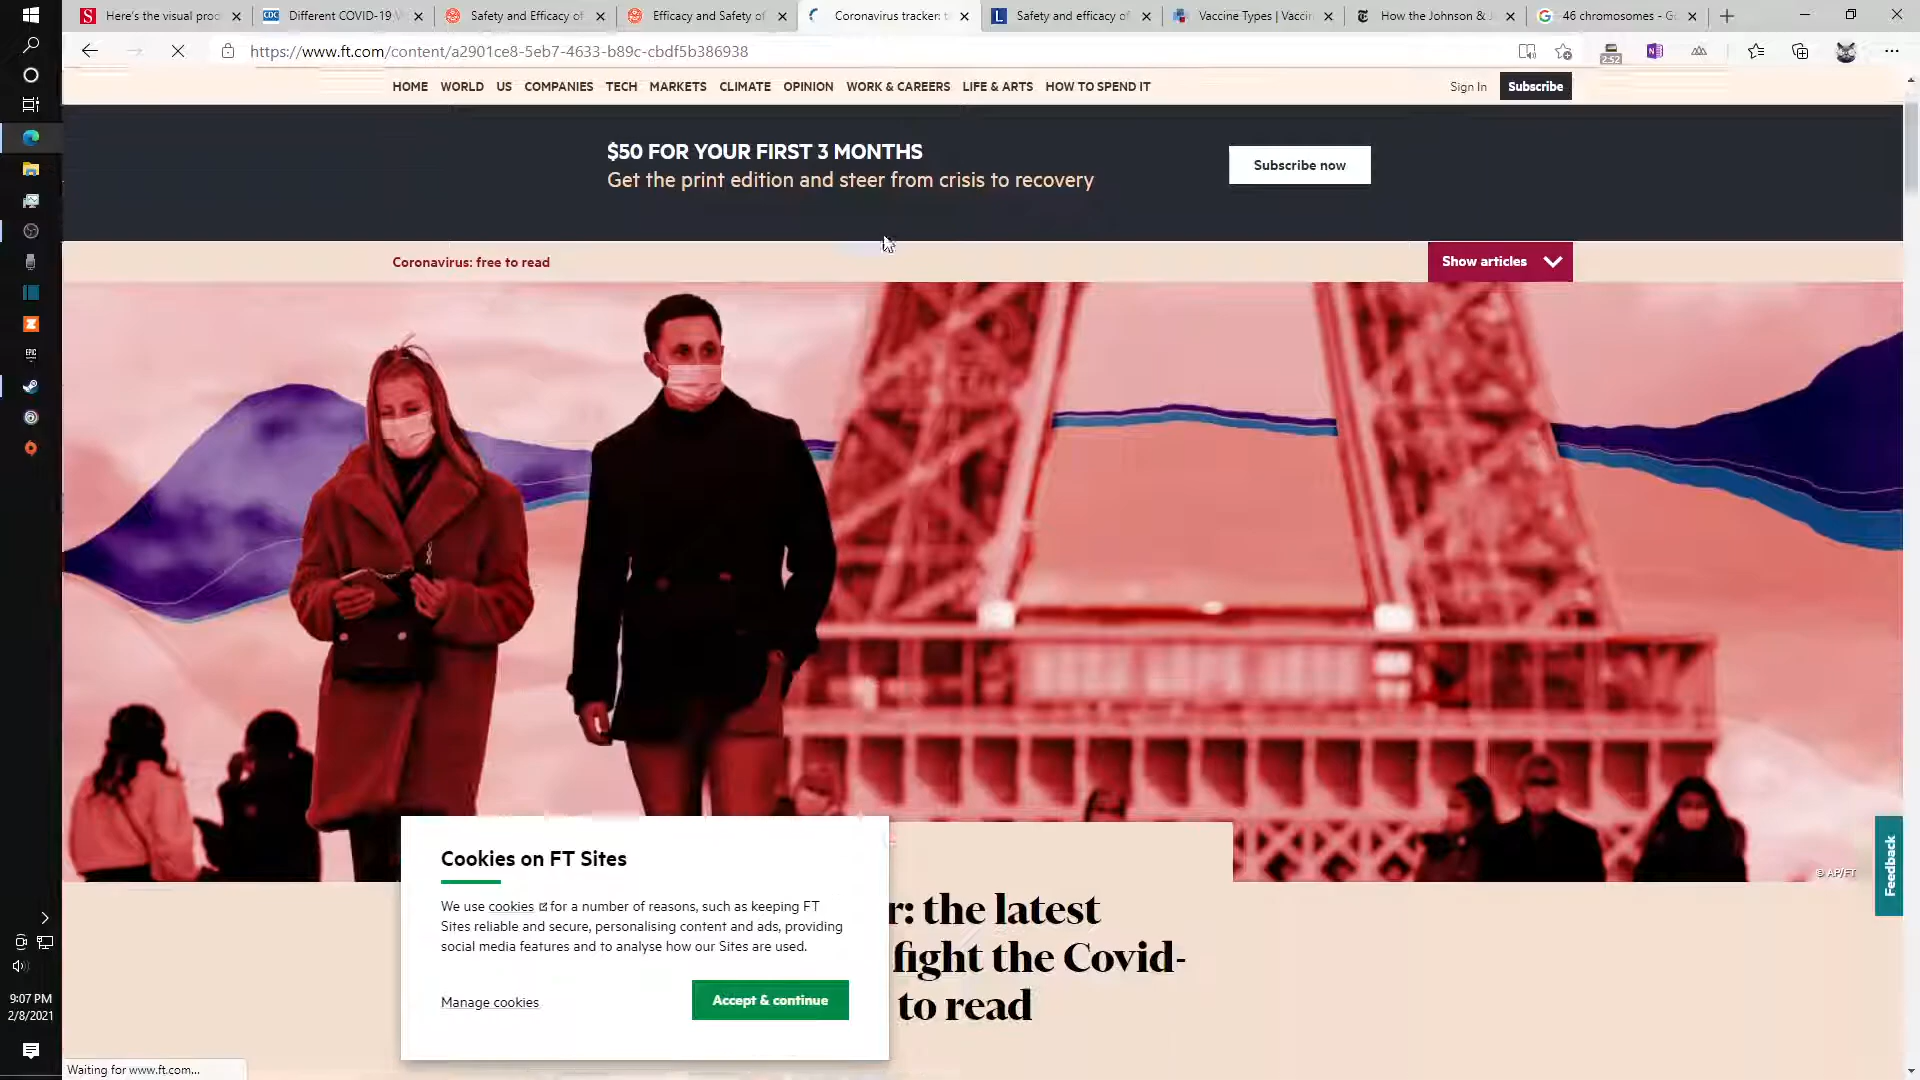 Here's the visual proc
Different COVID-19 V
Safety and Efficacy of
Efficacy and Safety of
Coronavirus tracker: t
Safety and efficacy of
Vaccine Types | Vaccin
How the Johnson & J
46 chromosomes - Go
https://www.ft.com/content/a2901ce8-5eb7-4633-b89c-cbdf5b386938
2:52
HOME WORLD US COMPANIES TECH MARKETS CLIMATE OPINION WORK & CAREERS LIFE & ARTS HOW TO SPEND IT
Sign In
Subscribe
$50 FOR YOUR FIRST 3 MONTHS
Get the print edition and steer from crisis to recovery
Subscribe now
Coronavirus: free to read
Show articles
© AP/FT
Feedback
Cookies on FT Sites
We use cookies for a number of reasons, such as keeping FT
Sites reliable and secure, personalising content and ads, providing
social media features and to analyse how our Sites are used.
Manage cookies
Accept & continue
r: the latest
fight the Covid-
to read
EPIC
9:07 PM
2/8/2021
Waiting for www.ft.com...